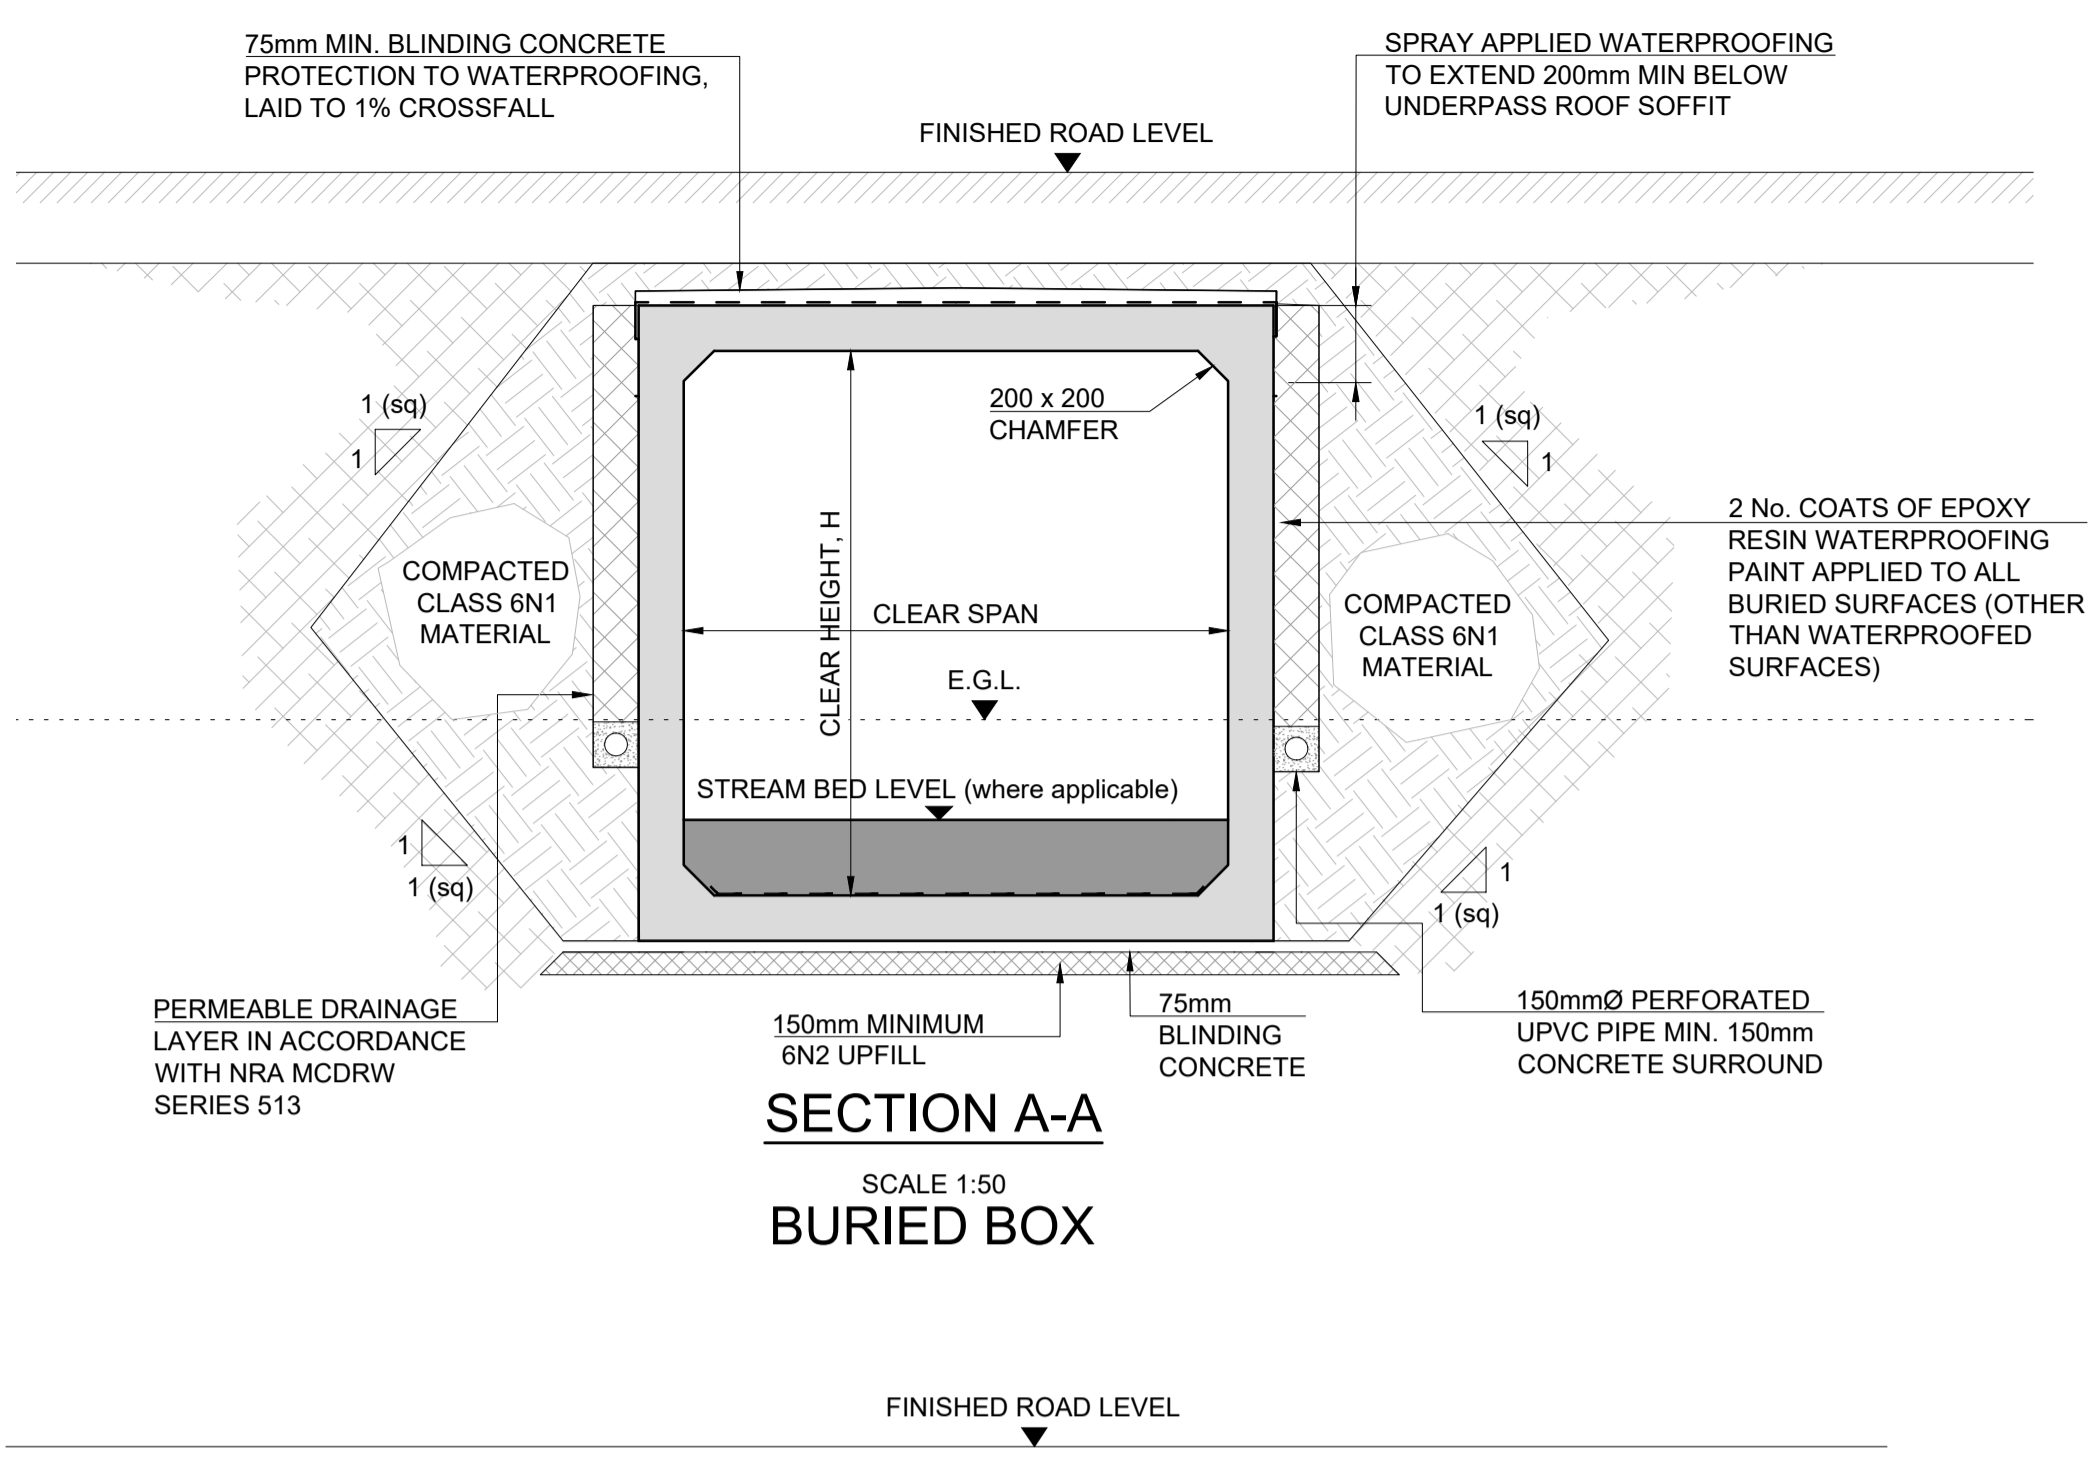 75mm MIN. BLINDING CONCRETE
PROTECTION TO WATERPROOFING,
LAID TO 1% CROSSFALL
SPRAY APPLIED WATERPROOFING
TO EXTEND 200mm MIN BELOW
UNDERPASS ROOF SOFFIT
FINISHED ROAD LEVEL
1 (sq)
1
200 x 200
CHAMFER
1 (sq)
1
2 No. COATS OF EPOXY
RESIN WATERPROOFING
PAINT APPLIED TO ALL
BURIED SURFACES (OTHER
THAN WATERPROOFED
SURFACES)
COMPACTED
CLASS 6N1
MATERIAL
CLEAR HEIGHT, H
CLEAR SPAN
COMPACTED
CLASS 6N1
MATERIAL
E.G.L.
STREAM BED LEVEL (where applicable)
1
1 (sq)
1
1 (sq)
PERMEABLE DRAINAGE
LAYER IN ACCORDANCE
WITH NRA MCDRW
SERIES 513
150mm MINIMUM
6N2 UPFILL
75mm
BLINDING
CONCRETE
150mmØ PERFORATED
UPVC PIPE MIN. 150mm
CONCRETE SURROUND
SECTION A-A
SCALE 1:50
BURIED BOX
FINISHED ROAD LEVEL